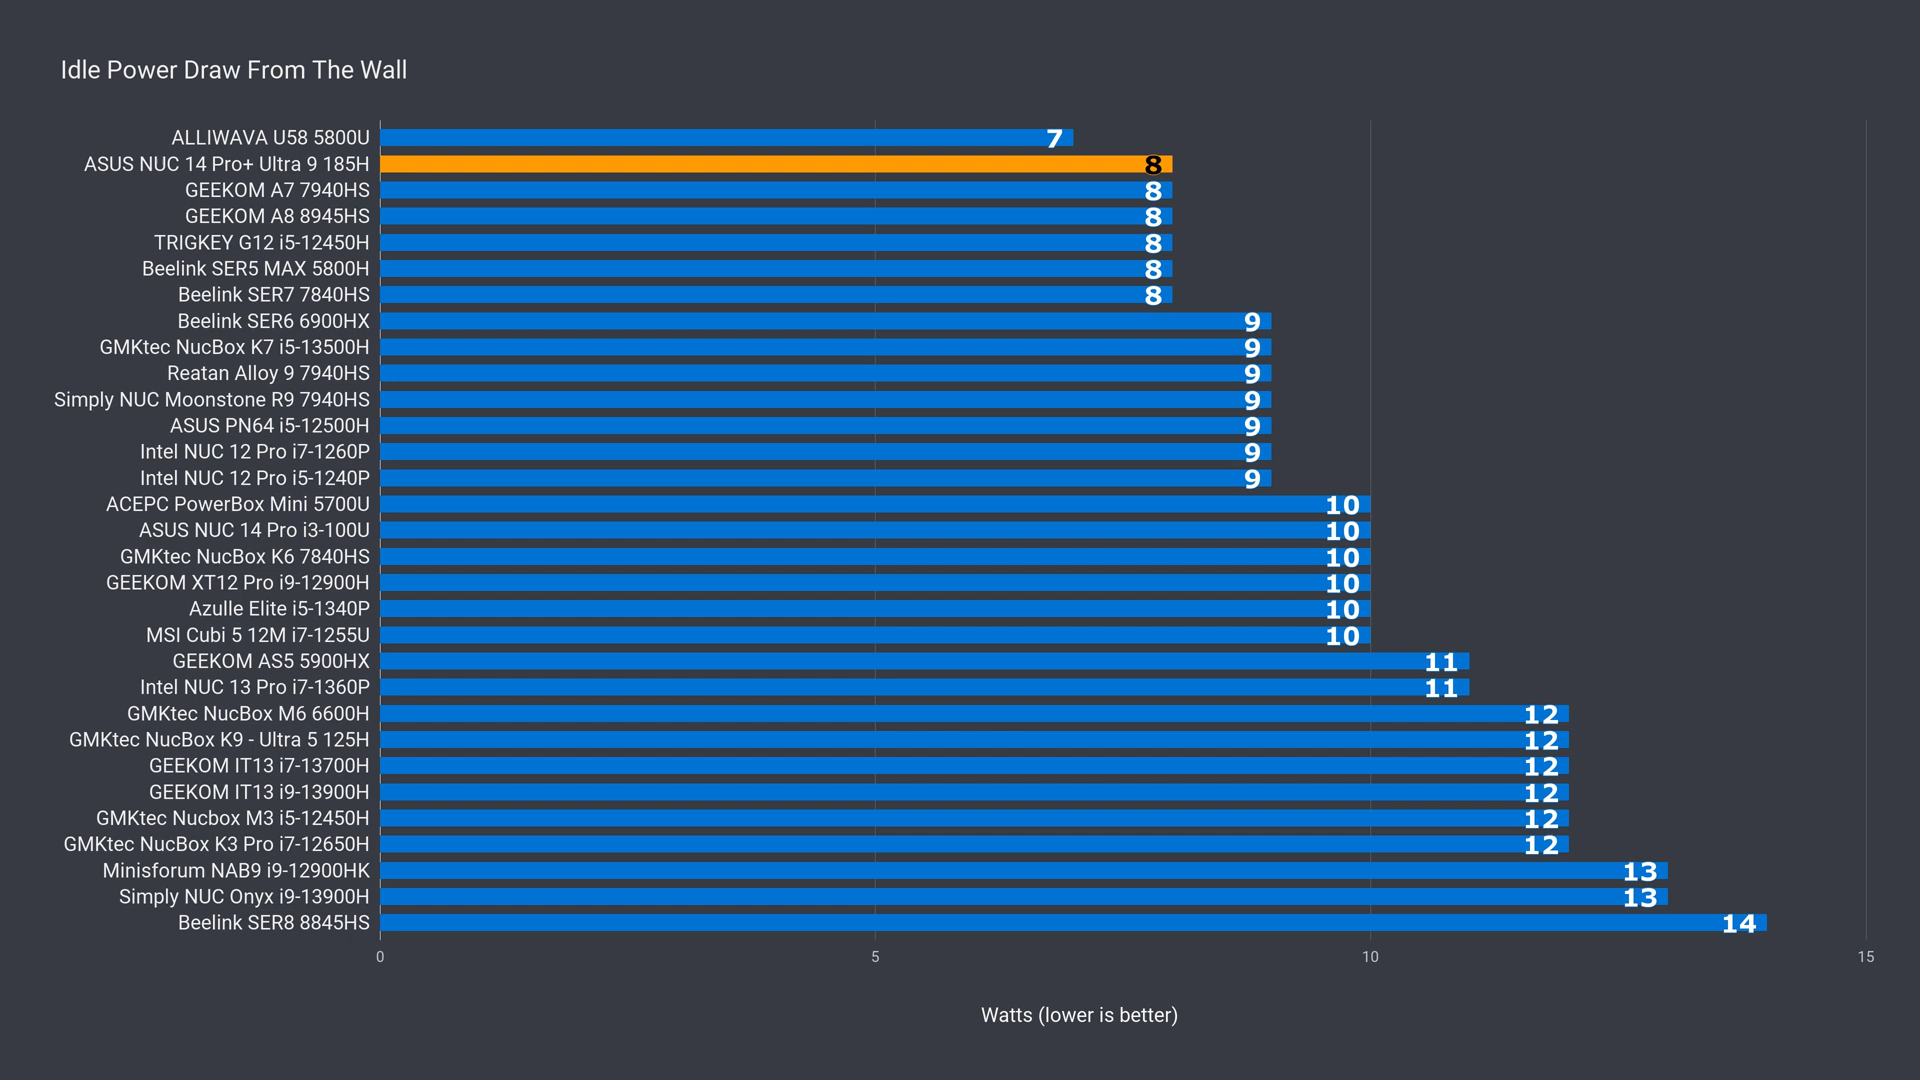 Idle Power Draw From The Wall
ALLIWAVA U58 5800U 7
ASUS NUC 14 Pro+ Ultra 9 185H 8
GEEKOM A7 7940HS 8
GEEKOM A8 8945HS 8
TRIGKEY G12 i5-12450H 8
Beelink SER5 MAX 5800H 8
Beelink SER7 7840HS 8
Beelink SER6 6900HX 9
GMKtec NucBox K7 i5-13500H 9
Reatan Alloy 9 7940HS 9
Simply NUC Moonstone R9 7940HS 9
ASUS PN64 i5-12500H 9
Intel NUC 12 Pro i7-1260P 9
Intel NUC 12 Pro i5-1240P 9
ACEPC PowerBox Mini 5700U 10
ASUS NUC 14 Pro i3-100U 10
GMKtec NucBox K6 7840HS 10
GEEKOM XT12 Pro i9-12900H 10
Azulle Elite i5-1340P 10
MSI Cubi 5 12M i7-1255U 10
GEEKOM AS5 5900HX 11
Intel NUC 13 Pro i7-1360P 11
GMKtec NucBox M6 6600H 12
GMKtec NucBox K9 - Ultra 5 125H 12
GEEKOM IT13 i7-13700H 12
GEEKOM IT13 i9-13900H 12
GMKtec Nucbox M3 i5-12450H 12
GMKtec NucBox K3 Pro i7-12650H 12
Minisforum NAB9 i9-12900HK 13
Simply NUC Onyx i9-13900H 13
Beelink SER8 8845HS 14
0 5 10 15
Watts (lower is better)